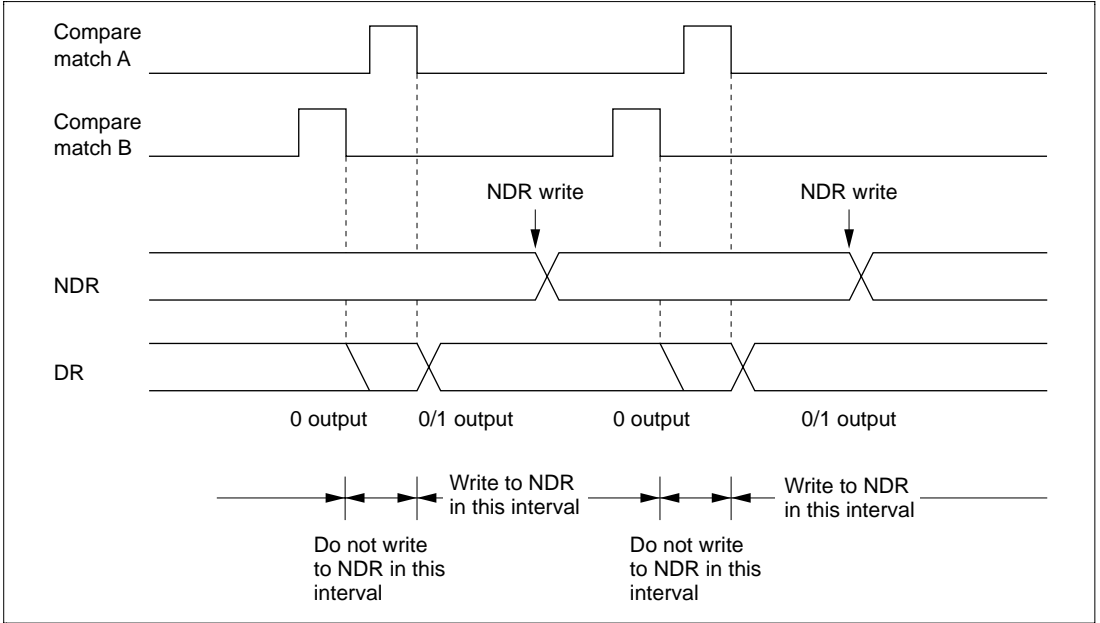 Compare
match A
Compare
match B
NDR write
NDR write
NDR
DR
0 output
0/1 output
0 output
0/1 output
Write to NDR
in this interval
Write to NDR
in this interval
Do not write
to NDR in this
interval
Do not write
to NDR in this
interval